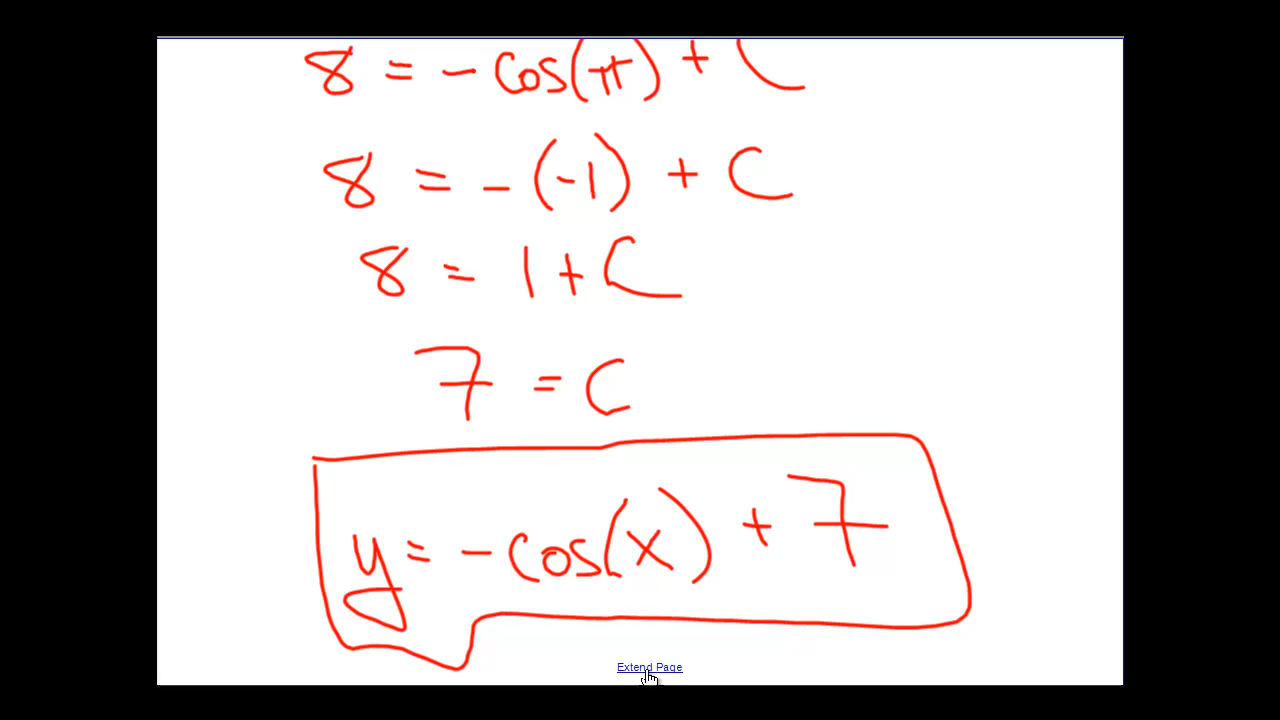 8 = - cos(π) + C
8 = - (-1) + C
8 = 1 + C
7 = C
y = - cos(x) + 7
Extend Page